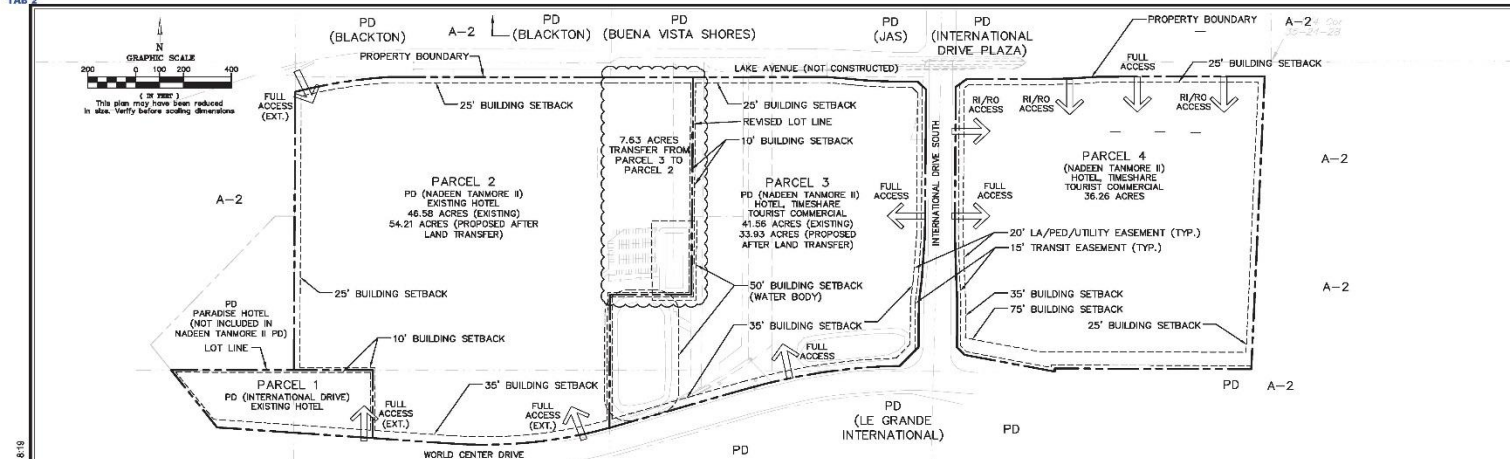 TAB 2
N
GRAPHIC SCALE
200 0 100 200 400
( IN FEET )
This plan may have been reduced
in size. Verify before scaling dimensions
PD
(BLACKTON)
A-2
PD
(BLACKTON)
PD
(BUENA VISTA SHORES)
PD
(JAS)
PD
(INTERNATIONAL
DRIVE PLAZA)
PROPERTY BOUNDARY
A-2
35-24-28
PROPERTY BOUNDARY
LAKE AVENUE (NOT CONSTRUCTED)
25' BUILDING SETBACK
FULL
ACCESS
(EXT.)
25' BUILDING SETBACK
25' BUILDING SETBACK
REVISED LOT LINE
10' BUILDING SETBACK
7.63 ACRES
TRANSFER FROM
PARCEL 3 TO
PARCEL 2
RI/RO
ACCESS
RI/RO
ACCESS
FULL
ACCESS
RI/RO
ACCESS
A-2
PARCEL 2
PD (NADEEN TANMORE II)
EXISTING HOTEL
46.58 ACRES (EXISTING)
54.21 ACRES (PROPOSED AFTER
LAND TRANSFER)
PARCEL 3
PD (NADEEN TANMORE II)
HOTEL, TIMESHARE
TOURIST COMMERCIAL
41.56 ACRES (EXISTING)
33.93 ACRES (PROPOSED
AFTER LAND TRANSFER)
FULL
ACCESS
INTERNATIONAL DRIVE SOUTH
FULL
ACCESS
PARCEL 4
(NADEEN TANMORE II)
HOTEL, TIMESHARE
TOURIST COMMERCIAL
36.26 ACRES
A-2
20' LA/PED/UTILITY EASEMENT (TYP.)
15' TRANSIT EASEMENT (TYP.)
25' BUILDING SETBACK
50' BUILDING SETBACK
(WATER BODY)
35' BUILDING SETBACK
75' BUILDING SETBACK
25' BUILDING SETBACK
A-2
PD
PARADISE HOTEL
(NOT INCLUDED IN
NADEEN TANMORE II PD)
LOT LINE
10' BUILDING SETBACK
35' BUILDING SETBACK
FULL
ACCESS
PARCEL 1
PD (INTERNATIONAL DRIVE)
EXISTING HOTEL
35' BUILDING SETBACK
FULL
ACCESS
(EXT.)
FULL
ACCESS
(EXT.)
PD
A-2
PD
(LE GRANDE
INTERNATIONAL)
PD
PD
WORLD CENTER DRIVE
8:19